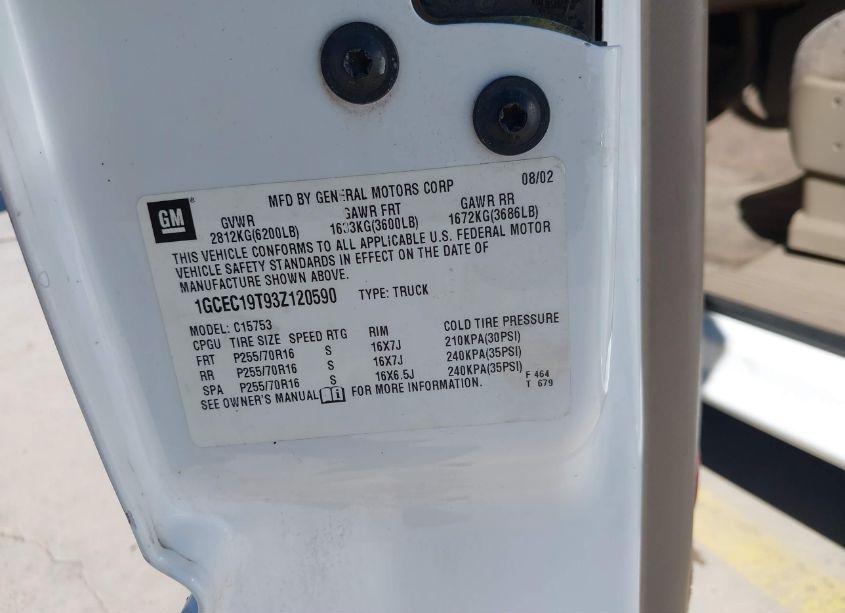 GM
MFD BY GENERAL MOTORS CORP 08/02
GVWR GAWR FRT GAWR RR
2812KG(6200LB) 1633KG(3600LB) 1672KG(3686LB)
THIS VEHICLE CONFORMS TO ALL APPLICABLE U.S. FEDERAL MOTOR
VEHICLE SAFETY STANDARDS IN EFFECT ON THE DATE OF
MANUFACTURE SHOWN ABOVE.
1GCEC19T93Z120590 TYPE: TRUCK
MODEL: C15753
CPGU TIRE SIZE SPEED RTG RIM COLD TIRE PRESSURE
FRT P255/70R16 S 16X7J 210KPA(30PSI)
RR P255/70R16 S 16X7J 240KPA(35PSI)
SPA P255/70R16 S 16X6.5J 240KPA(35PSI)
SEE OWNER'S MANUAL i FOR MORE INFORMATION.
F 464
T 679